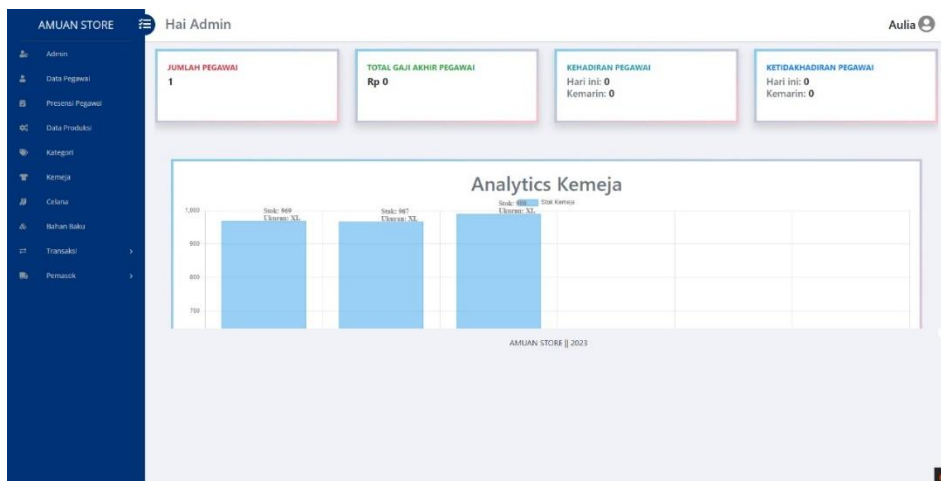 AMUAN STORE
Hai Admin
Aulia
Admin
Data Pegawai
Presensi Pegawai
Data Produksi
Kategori
Kemeja
Celana
Bahan Baku
Transaksi
Pemasok
JUMLAH PEGAWAI
1
TOTAL GAJI AKHIR PEGAWAI
Rp 0
KEHADIRAN PEGAWAI
Hari ini: 0
Kemarin: 0
KETIDAKHADIRAN PEGAWAI
Hari ini: 0
Kemarin: 0
Analytics Kemeja
Stok Kemeja
1,000
900
800
700
Stok: 969
Ukuran: XL
Stok: 967
Ukuran: XL
Stok:
Ukuran: XL
AMUAN STORE || 2023